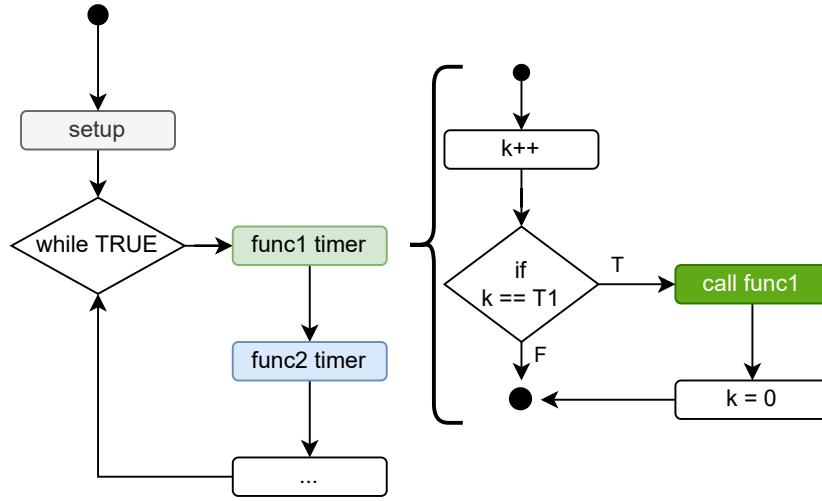 setup
while TRUE
func1 timer
func2 timer
...
k++
if
k == T1
T
F
call func1
k = 0